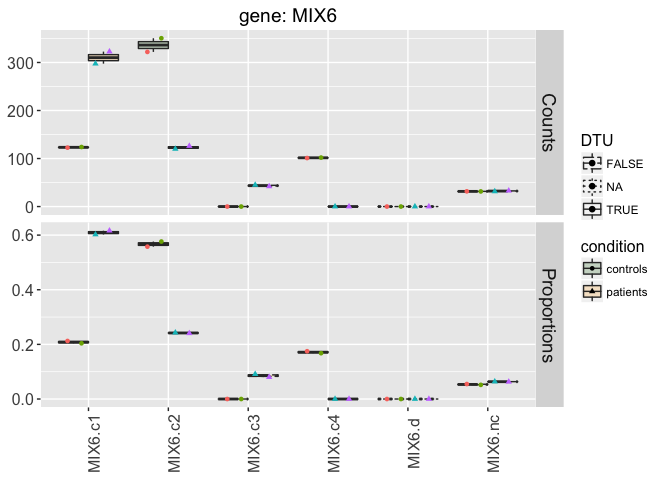 gene: MIX6
300
200
100
0
Counts
0.6
0.4
0.2
0.0
Proportions
MIX6.c1
MIX6.c2
MIX6.c3
MIX6.c4
MIX6.d
MIX6.nc
DTU
FALSE
NA
TRUE
condition
controls
patients